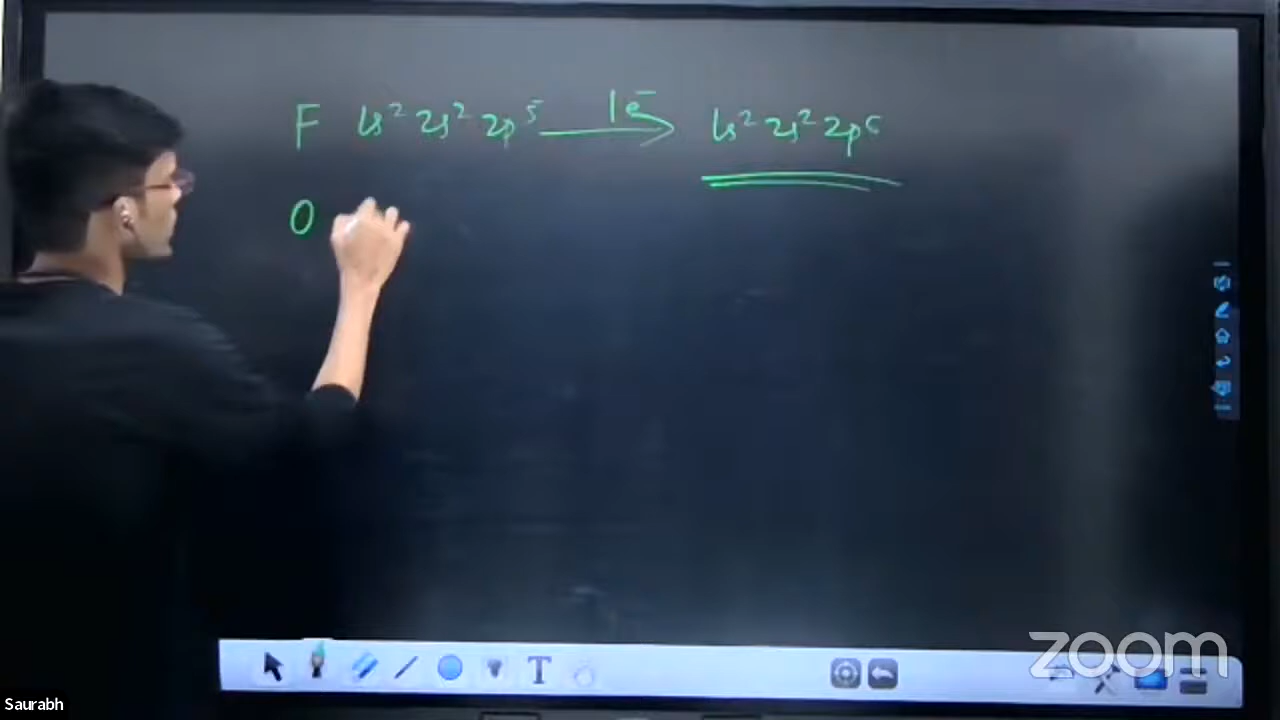 F 1s² 2s² 2p⁵ 1e⁻ → 1s² 2s² 2p⁶
O
T
zoom
Saurabh